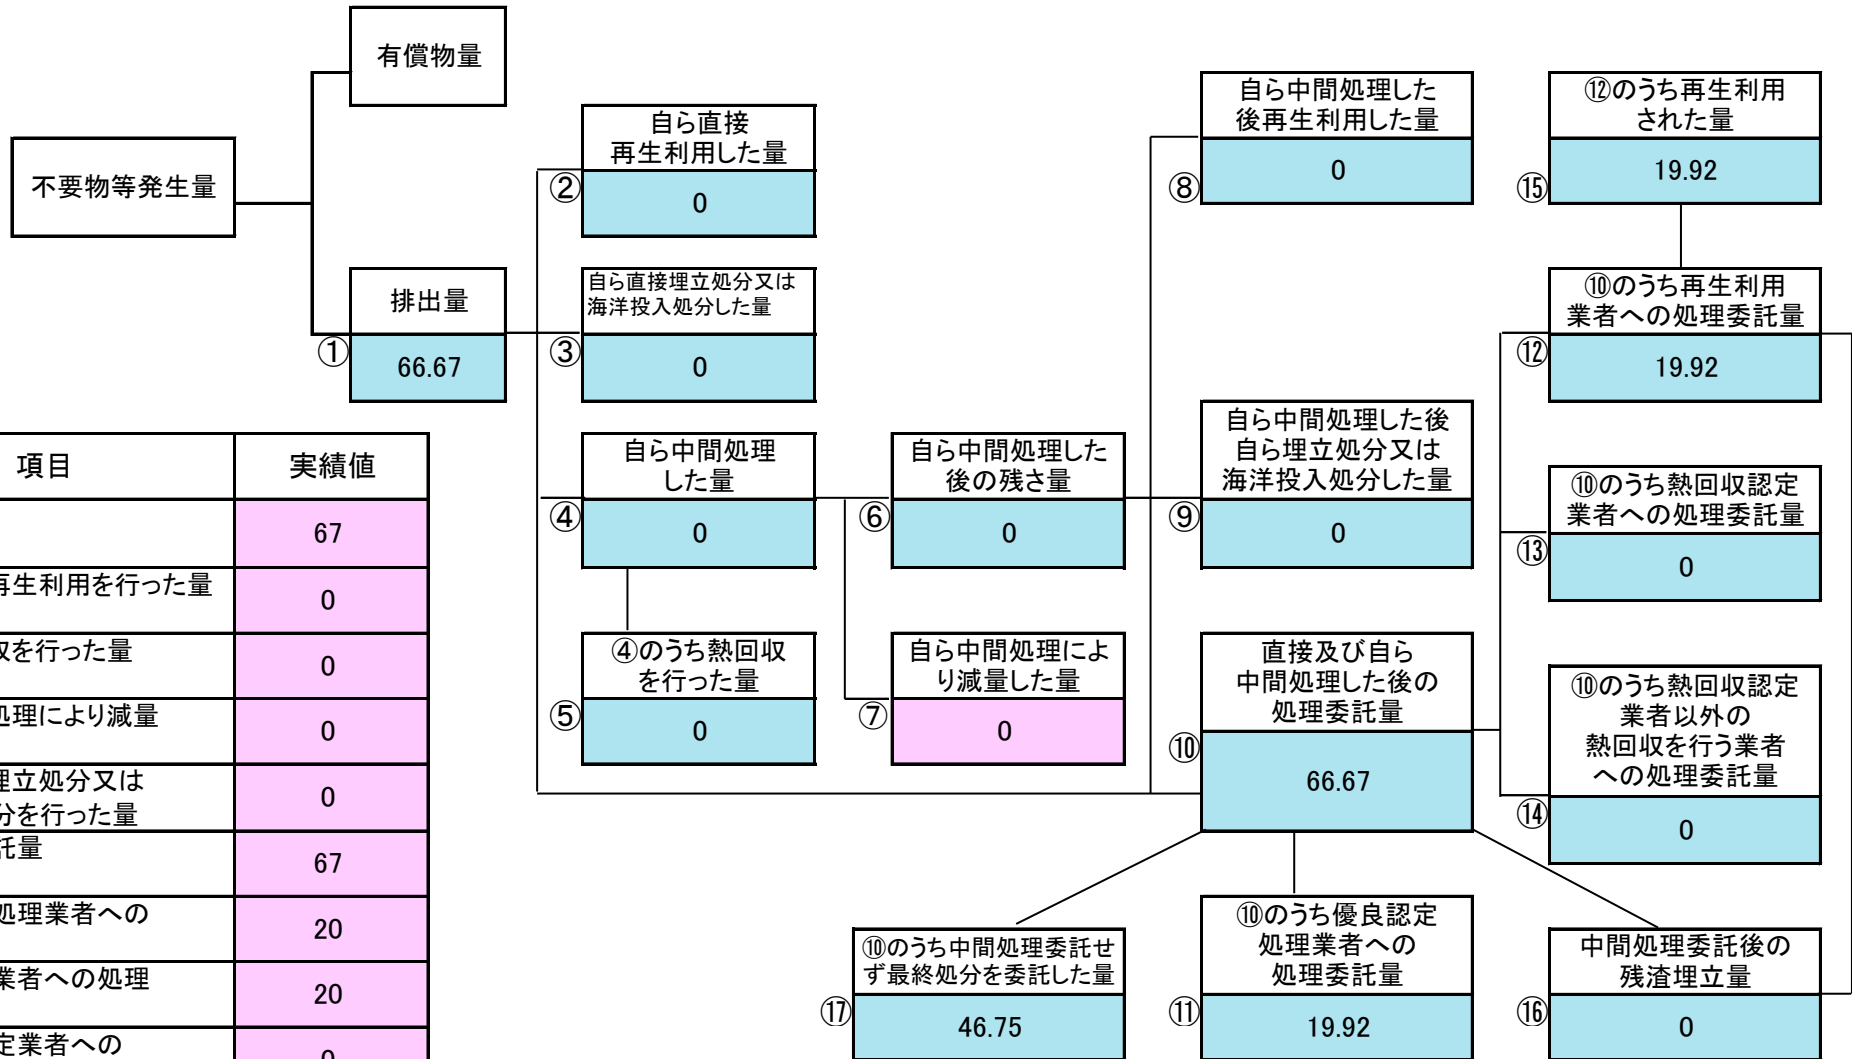 有償物量
不要物等発生量
排出量
①
66.67
自ら直接
再生利用した量
②
0
自ら直接埋立処分又は
海洋投入処分した量
③
0
自ら中間処理
した量
④
0
④のうち熱回収
を行った量
⑤
0
自ら中間処理した
後の残さ量
⑥
0
自ら中間処理によ
り減量した量
⑦
0
自ら中間処理した
後再生利用した量
⑧
0
自ら中間処理した後
自ら埋立処分又は
海洋投入処分した量
⑨
0
直接及び自ら
中間処理した後の
処理委託量
⑩
66.67
⑩のうち優良認定
処理業者への
処理委託量
⑪
19.92
⑫のうち再生利用
された量
⑮
19.92
⑩のうち再生利用
業者への処理委託量
⑫
19.92
⑩のうち熱回収認定
業者への処理委託量
⑬
0
⑩のうち熱回収認定
業者以外の
熱回収を行う業者
への処理委託量
⑭
0
中間処理委託後の
残渣埋立量
⑯
0
⑩のうち中間処理委託せ
ず最終処分を委託した量
⑰
46.75
項目 実績値
67
再生利用を行った量
0
を行った量
0
処理により減量
0
埋立処分又は
分を行った量
0
託量
67
処理業者への
20
業者への処理
20
定業者への
0